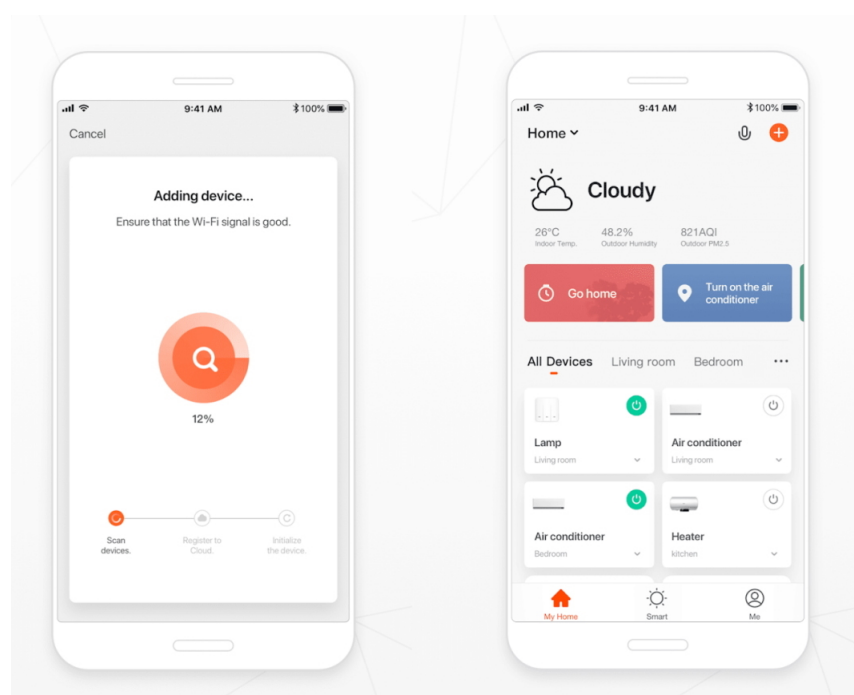 9:41 AM
100%
Cancel
Adding device...
Ensure that the Wi-Fi signal is good.
12%
Scan
devices.
Register to
Cloud.
Initialize
the device.
9:41 AM
100%
Home
Cloudy
26°C
48.2%
821AQI
Indoor Temp.
Outdoor Humidity
Outdoor PM2.5
Go home
Turn on the air
conditioner
All Devices
Living room
Bedroom
Lamp
Living room
Air conditioner
Living room
Air conditioner
Bedroom
Heater
kitchen
My Home
Smart
Me